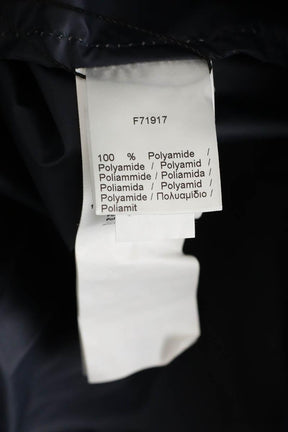 F71917
100 % Polyamide /
Polyamide / Polyamid /
Poliammide / Poliamida /
Poliamida / Polyamid /
Polyamide / Πολυαμίδιο /
Poliamit